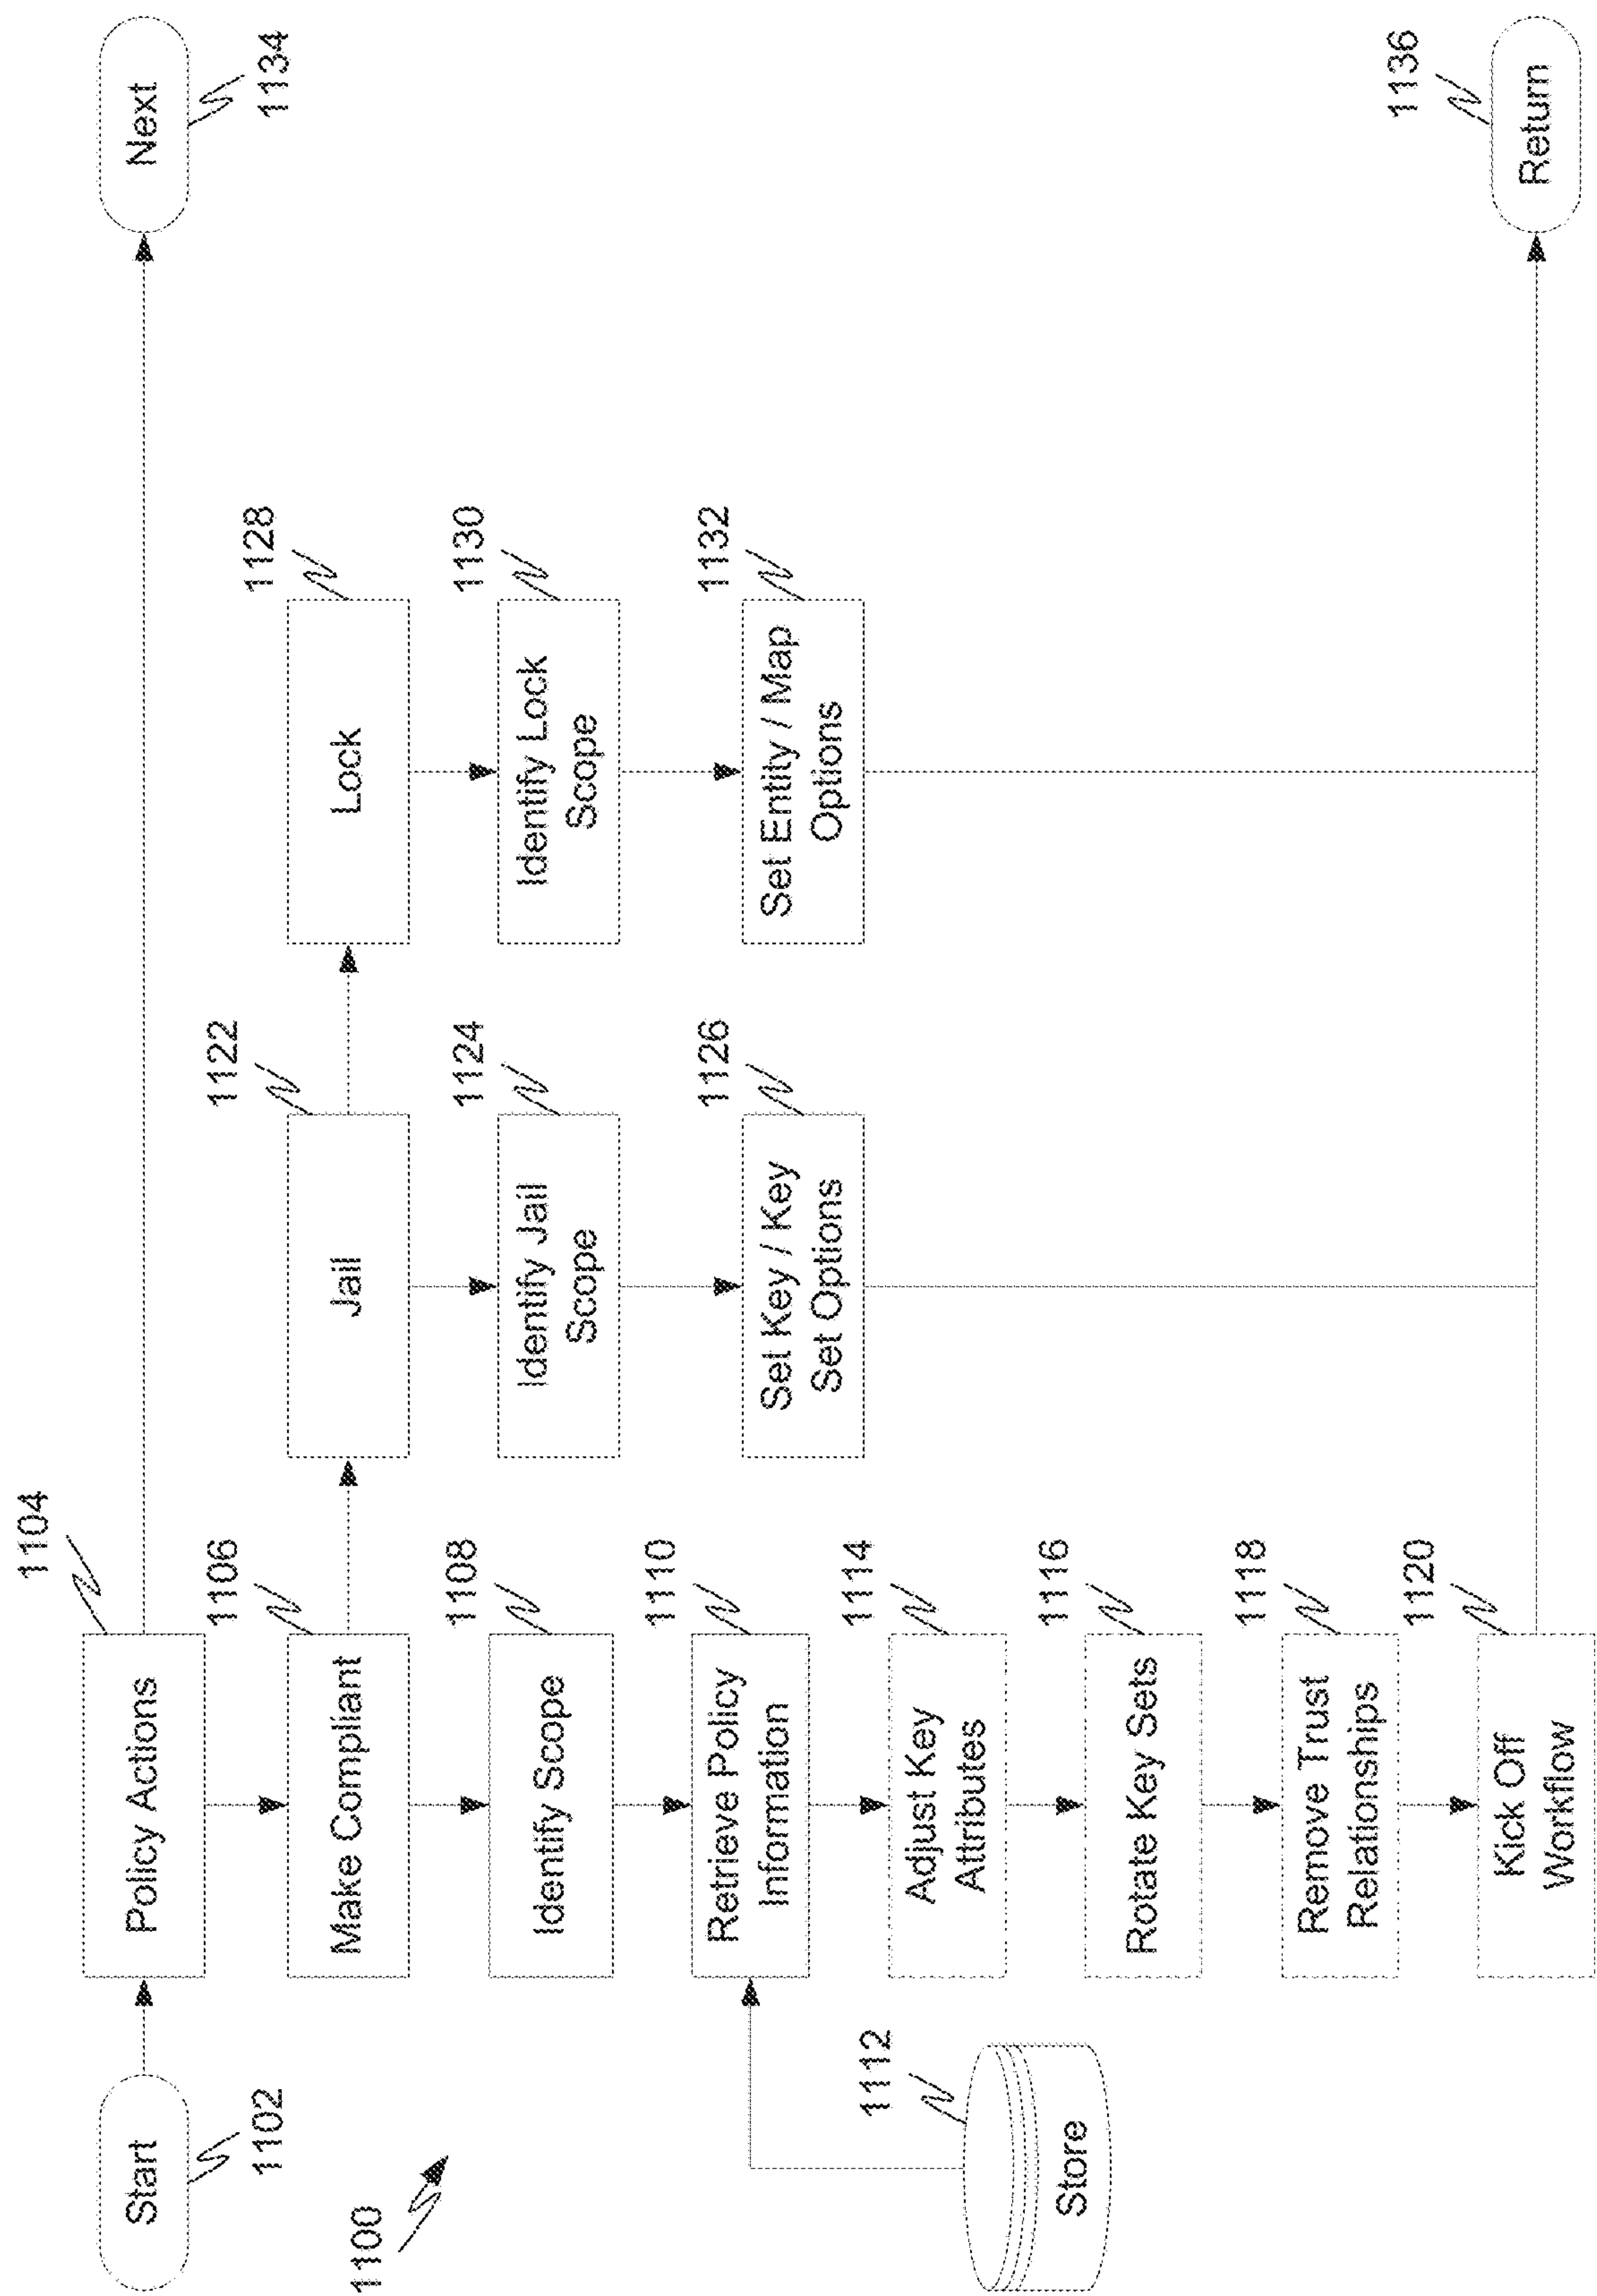 1100
Start
1102
Policy Actions
1104
Next
1134
Make Compliant
1106
Jail
1122
Lock
1128
Identify Scope
1108
Identify Jail
Scope
1124
Identify Lock
Scope
1130
Retrieve Policy
Information
1110
Set Key / Key
Set Options
1126
Set Entity / Map
Options
1132
Store
1112
Adjust Key
Attributes
1114
Rotate Key Sets
1116
Remove Trust
Relationships
1118
Kick Off
Workflow
1120
Return
1136